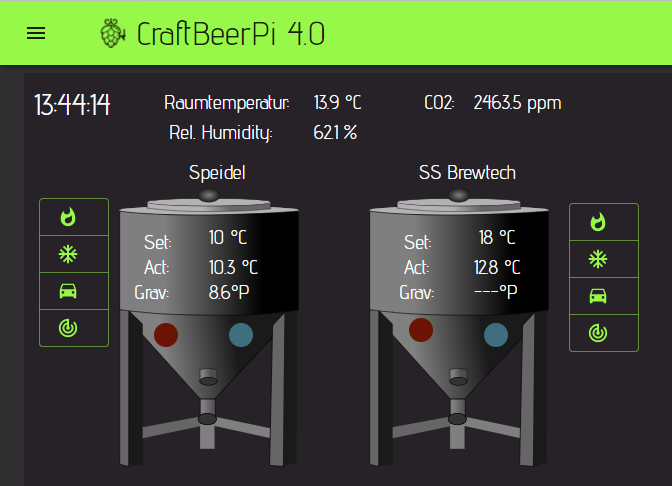 CraftBeerPi 4.0
13:44:14
Raumtemperatur: 13.9 °C CO2: 2463.5 ppm
Rel. Humidity: 62.1 %
Speidel SS Brewtech
Set: 10 °C Set: 18 °C
Act: 10.3 °C Act: 12.8 °C
Grav: 8.6°P Grav: ---°P